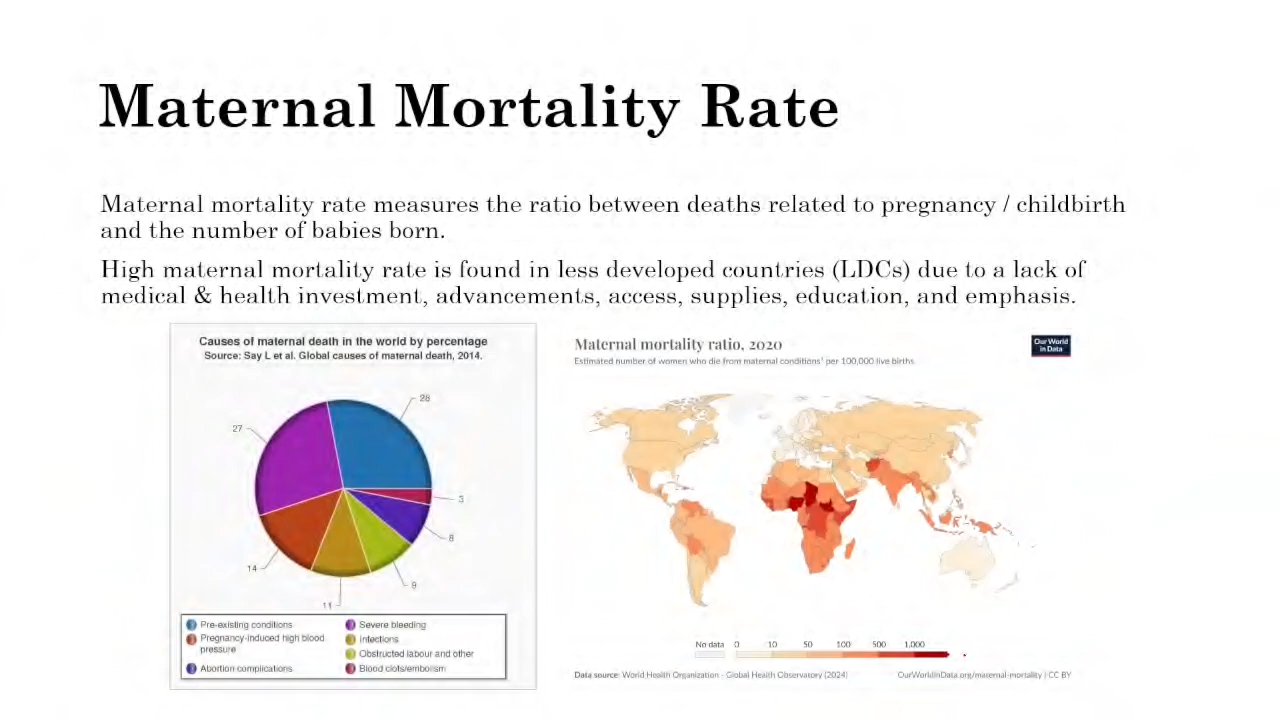 Maternal Mortality Rate
Maternal mortality rate measures the ratio between deaths related to pregnancy / childbirth
and the number of babies born.
High maternal mortality rate is found in less developed countries (LDCs) due to a lack of
medical & health investment, advancements, access, supplies, education, and emphasis.
Causes of maternal death in the world by percentage
Source: Say L et al. Global causes of maternal death, 2014.
28
27
3
8
14
9
11
Pre-existing conditions
Severe bleeding
Pregnancy-induced high blood
pressure
Infections
Obstructed labour and other
Abortion complications
Blood clots/embolism
Maternal mortality ratio, 2020
Our World
in Data
Estimated number of women who die from maternal conditions¹ per 100,000 live births
No data 0 10 50 100 500 1,000
Data source: World Health Organization - Global Health Observatory (2024)
OurWorldinData.org/maternal-mortality | CC BY